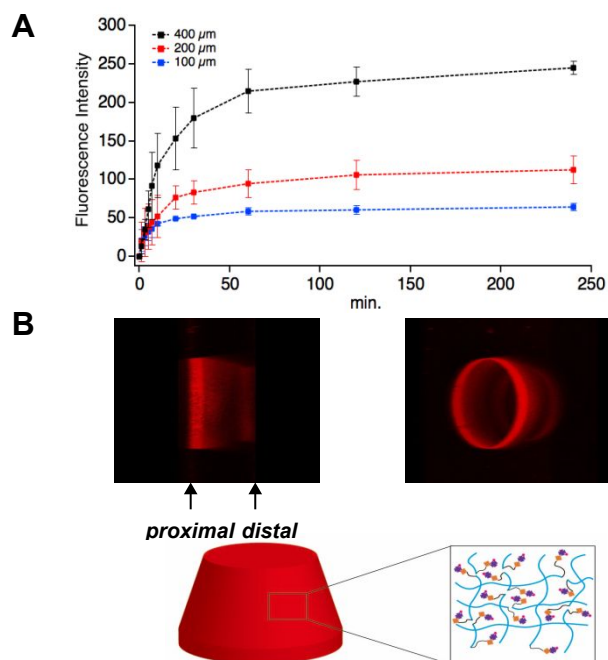 A
300
250
200
150
100
50
0
Fluorescence Intensity
400 µm
200 µm
100 µm
0 50 100 150 200 250
min.
B
proximal distal